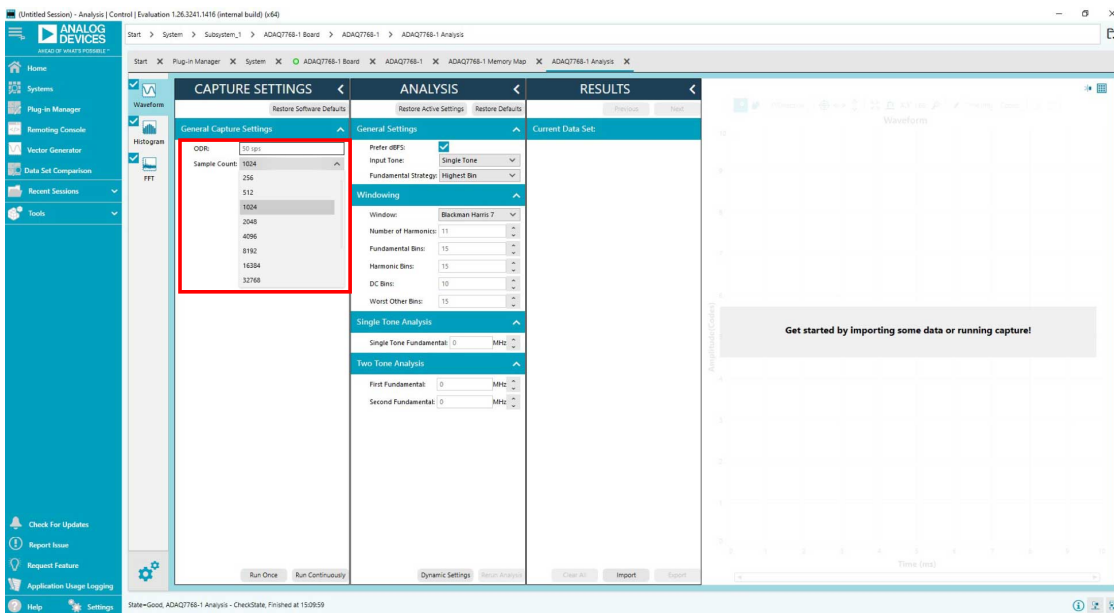 (Untitled Session) - Analysis | Control | Evaluation 1.26.3241.1416 (internal build) (x64)
ANALOG DEVICES
AHEAD OF WHAT'S POSSIBLE™
Start > System > Subsystem_1 > ADAQ7768-1 Board > ADAQ7768-1 > ADAQ7768-1 Analysis
Start X Plug-in Manager X System X ADAQ7768-1 Board X ADAQ7768-1 X ADAQ7768-1 Memory Map X ADAQ7768-1 Analysis X
Home
Systems
Plug-in Manager
Remoting Console
Vector Generator
Data Set Comparison
Recent Sessions
Tools
Check For Updates
Report Issue
Request Feature
Application Usage Logging
Help Settings
Waveform
Histogram
FFT
CAPTURE SETTINGS
Restore Software Defaults
General Capture Settings
ODR: 50 sps
Sample Count: 1024
256
512
1024
2048
4096
8192
16384
32768
Run Once Run Continuously
ANALYSIS
Restore Active Settings Restore Defaults
General Settings
Prefer dBFS:
Input Tone: Single Tone
Fundamental Strategy: Highest Bin
Windowing
Window: Blackman Harris 7
Number of Harmonics: 11
Fundamental Bins: 15
Harmonic Bins: 15
DC Bins: 10
Worst Other Bins: 15
Single Tone Analysis
Single Tone Fundamental: 0 MHz
Two Tone Analysis
First Fundamental: 0 MHz
Second Fundamental: 0 MHz
Dynamic Settings Rerun Analysis
RESULTS
Previous Next
Current Data Set:
Clear All Import Export
Waveform
Amplitude(Codes)
Get started by importing some data or running capture!
Time (ms)
State=Good, ADAQ7768-1 Analysis - CheckState, Finished at 15:09:59